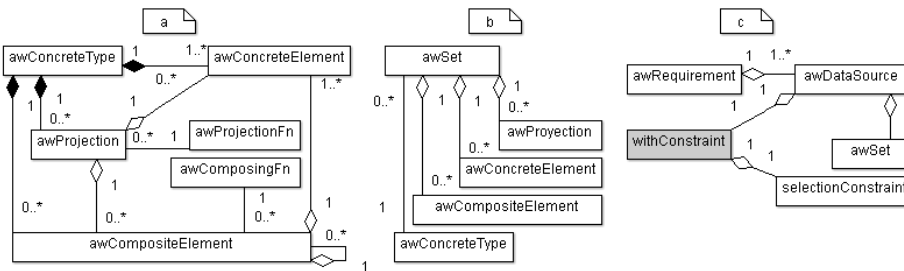 a
b
c
awConcreteType
1
1..*
awConcreteElement
0..*
1
1
0..*
1
1..*
awProjection
0..*
1
awProjectionFn
awComposingFn
1
1
1
0..*
0..*
0..*
0..*
awCompositeElement
1
awSet
0..*
1
1
1
0..*
awProyection
0..*
awConcreteElement
0..*
awCompositeElement
1
awConcreteType
awRequirement
1
1..*
awDataSource
1
1
withConstraint
1
1
awSet
selectionConstraint